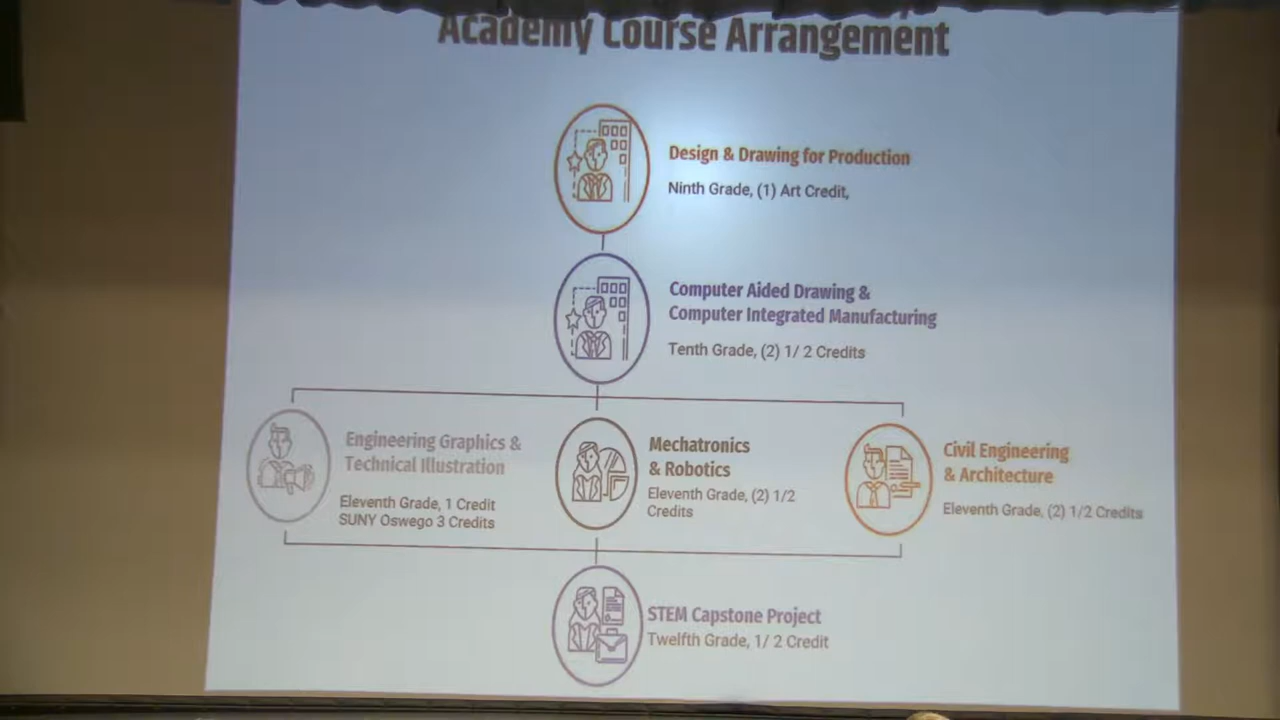 Academy Course Arrangement
Design & Drawing for Production
Ninth Grade, (1) Art Credit,
Computer Aided Drawing &
Computer Integrated Manufacturing
Tenth Grade, (2) 1/ 2 Credits
Engineering Graphics &
Technical Illustration
Eleventh Grade, 1 Credit
SUNY Oswego 3 Credits
Mechatronics
& Robotics
Eleventh Grade, (2) 1/2
Credits
Civil Engineering
& Architecture
Eleventh Grade, (2) 1/2 Credits
STEM Capstone Project
Twelfth Grade, 1/ 2 Credit